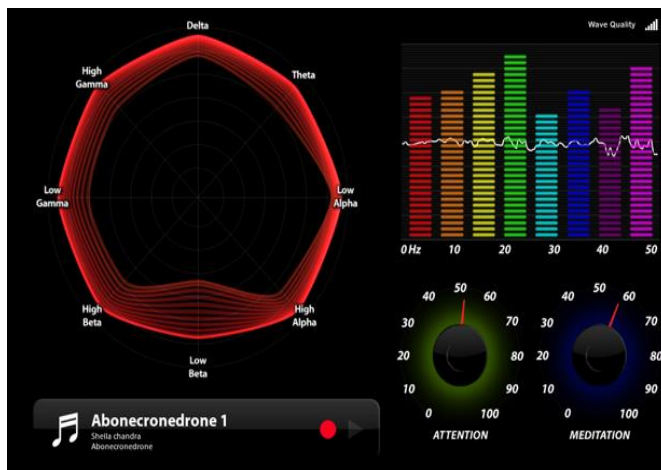 Delta
Wave Quality
High
Gamma
Theta
Low
Gamma
Low
Alpha
High
Beta
High
Alpha
Low
Beta
0 Hz 10 20 30 40 50
0 10 20 30 40 50 60 70 80 90 100
ATTENTION
0 10 20 30 40 50 60 70 80 90 100
MEDITATION
Abonecronedrone 1
Sheila chandra
Abonecronedrone